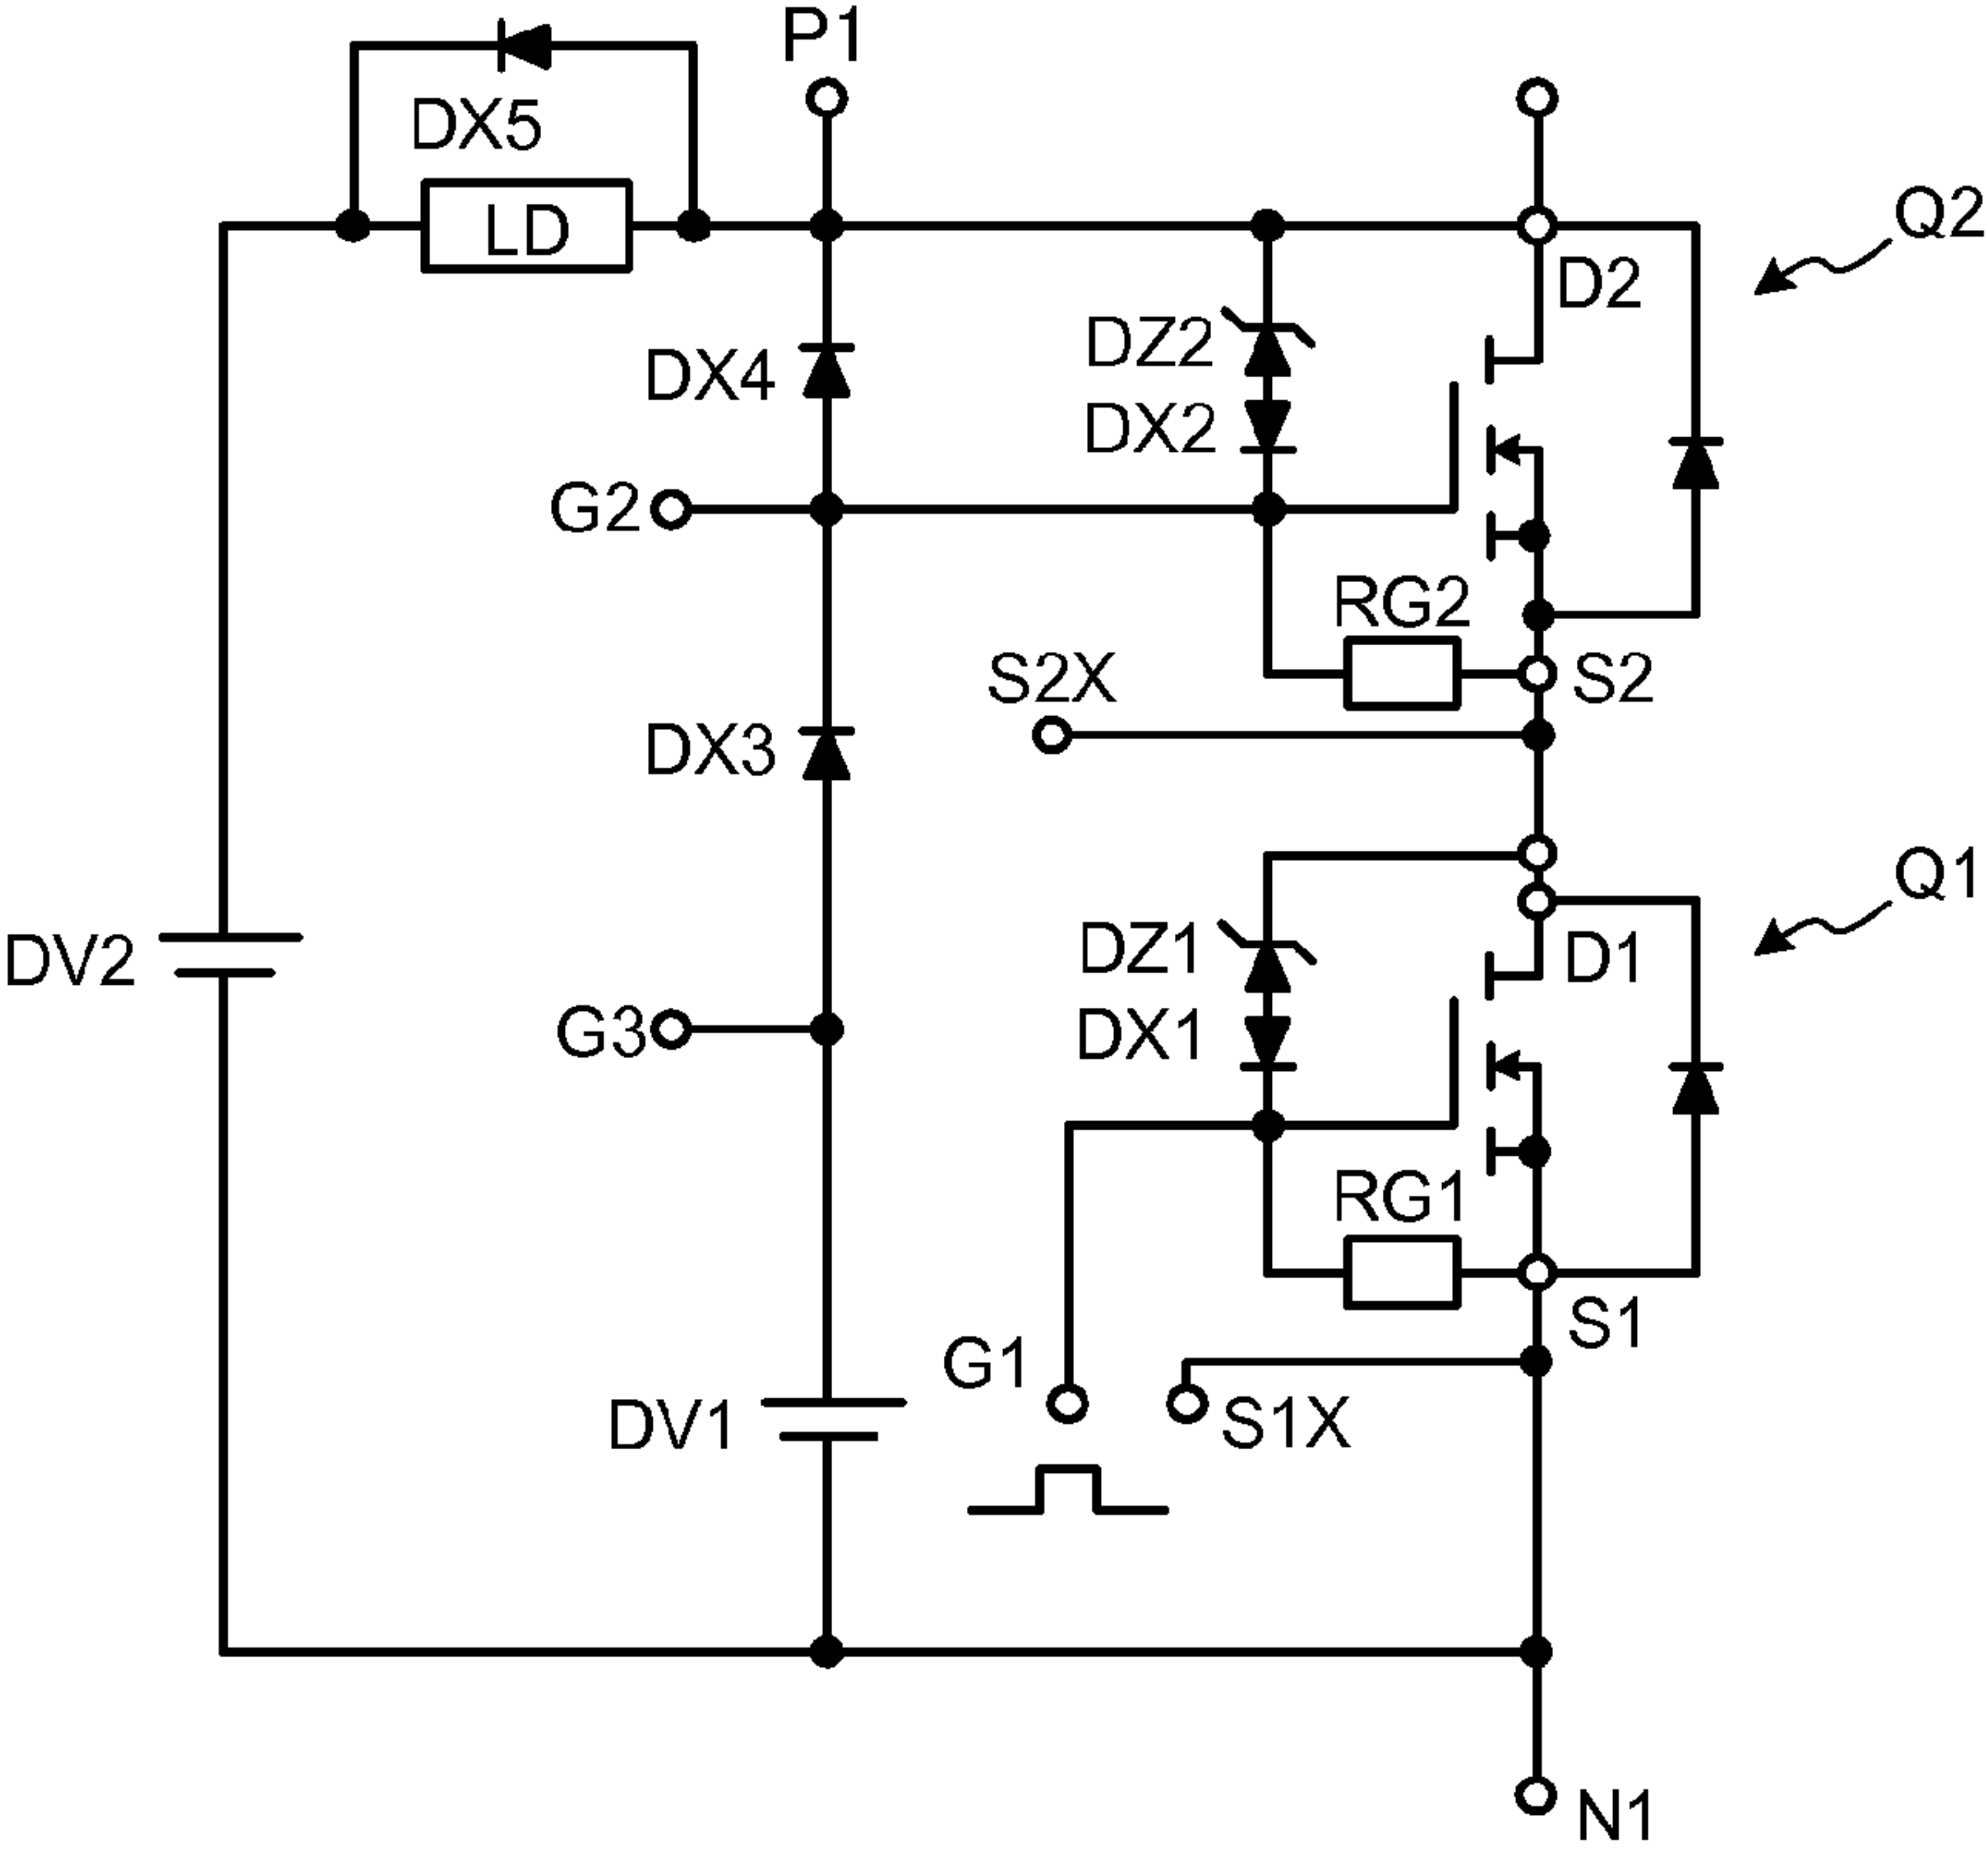 P1
DX5
LD
Q2
D2
DZ2
DX4
DX2
G2
RG2
S2X
S2
DX3
Q1
DZ1
D1
DV2
G3
DX1
RG1
S1
G1
DV1
S1X
N1